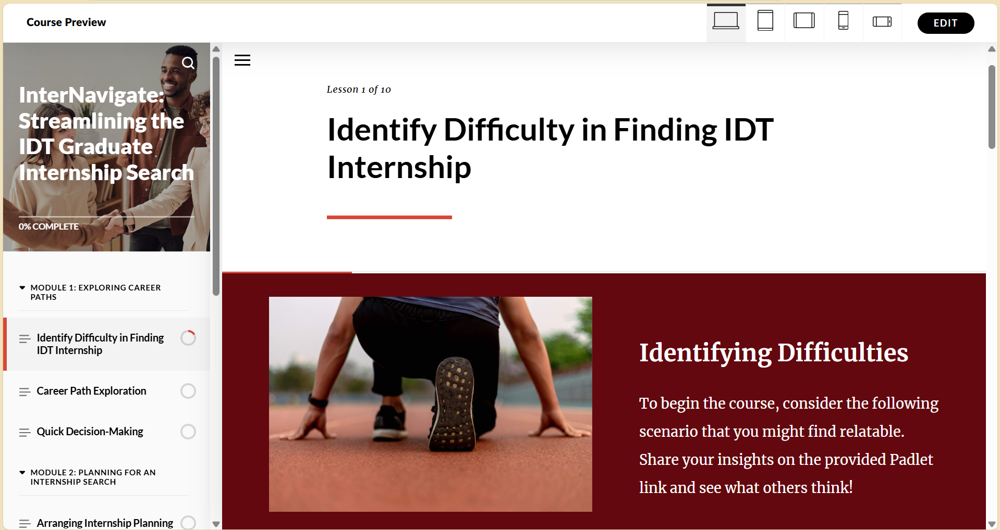 Course Preview
EDIT
InterNavigate:
Streamlining the
IDT Graduate
Internship Search
0% COMPLETE
MODULE 1: EXPLORING CAREER
PATHS
Identify Difficulty in Finding
IDT Internship
Career Path Exploration
Quick Decision-Making
MODULE 2: PLANNING FOR AN
INTERNSHIP SEARCH
Arranging Internship Planning
Lesson 1 of 10
Identify Difficulty in Finding IDT
Internship
Identifying Difficulties
To begin the course, consider the following
scenario that you might find relatable.
Share your insights on the provided Padlet
link and see what others think!